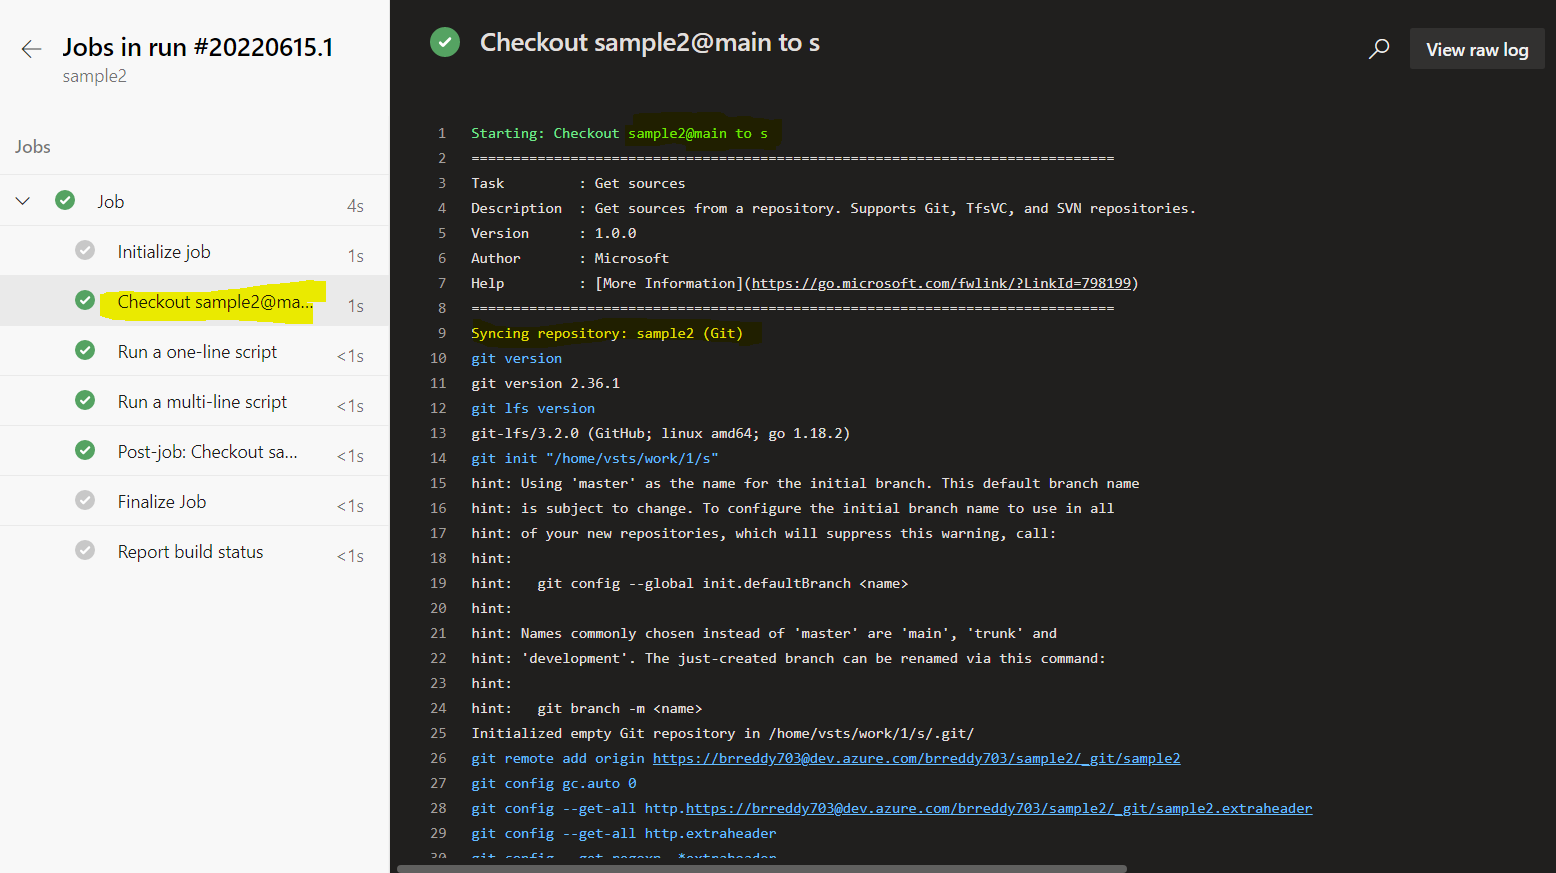 Jobs in run #20220615.1
sample2
Jobs
Job 4s
Initialize job 1s
Checkout sample2@ma... 1s
Run a one-line script <1s
Run a multi-line script <1s
Post-job: Checkout sa... <1s
Finalize Job <1s
Report build status <1s
Checkout sample2@main to s
View raw log
1 Starting: Checkout sample2@main to s
2 ==============================================================================
3 Task         : Get sources
4 Description  : Get sources from a repository. Supports Git, TfsVC, and SVN repositories.
5 Version      : 1.0.0
6 Author       : Microsoft
7 Help         : [More Information](https://go.microsoft.com/fwlink/?LinkId=798199)
8 ==============================================================================
9 Syncing repository: sample2 (Git)
10 git version
11 git version 2.36.1
12 git lfs version
13 git-lfs/3.2.0 (GitHub; linux amd64; go 1.18.2)
14 git init "/home/vsts/work/1/s"
15 hint: Using 'master' as the name for the initial branch. This default branch name
16 hint: is subject to change. To configure the initial branch name to use in all
17 hint: of your new repositories, which will suppress this warning, call:
18 hint:
19 hint:   git config --global init.defaultBranch <name>
20 hint:
21 hint: Names commonly chosen instead of 'master' are 'main', 'trunk' and
22 hint: 'development'. The just-created branch can be renamed via this command:
23 hint:
24 hint:   git branch -m <name>
25 Initialized empty Git repository in /home/vsts/work/1/s/.git/
26 git remote add origin https://brreddy703@dev.azure.com/brreddy703/sample2/_git/sample2
27 git config gc.auto 0
28 git config --get-all http.https://brreddy703@dev.azure.com/brreddy703/sample2/_git/sample2.extraheader
29 git config --get-all http.extraheader
30 git config --get-regexp .*extraheader